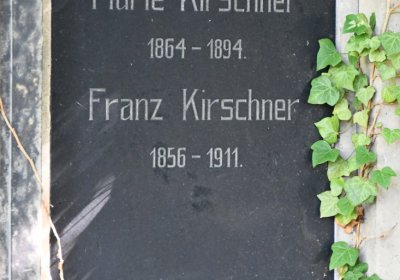 Marie Kirschner
1864 - 1894.
Franz Kirschner
1856 - 1911.